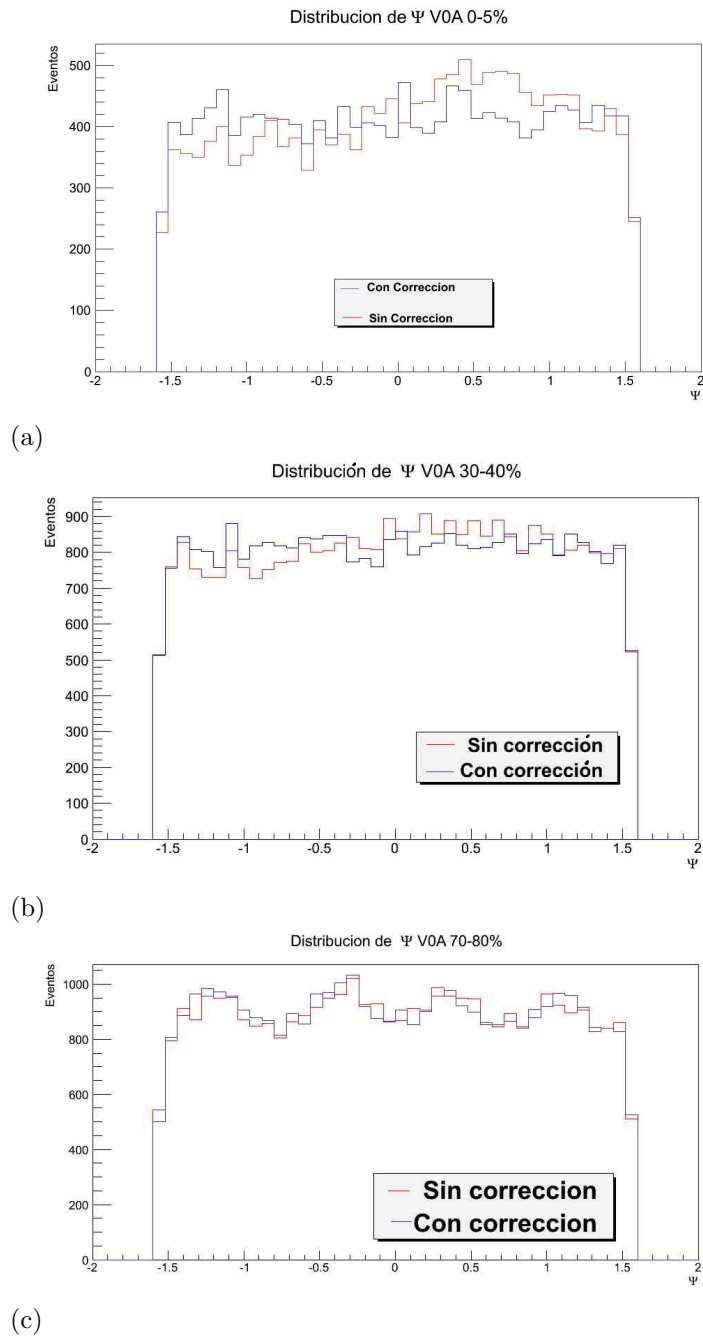 Distribucion de Ψ V0A 0-5%
Eventos
500
400
300
200
100
0
Con Correccion
Sin Correccion
-2 -1.5 -1 -0.5 0 0.5 1 1.5 2
Ψ
(a)
Distribución de Ψ V0A 30-40%
Eventos
900
800
700
600
500
400
300
200
100
0
Sin corrección
Con corrección
-2 -1.5 -1 -0.5 0 0.5 1 1.5 2
Ψ
(b)
Distribucion de Ψ V0A 70-80%
Eventos
1000
800
600
400
200
0
Sin correccion
Con correccion
-2 -1.5 -1 -0.5 0 0.5 1 1.5 2
Ψ
(c)